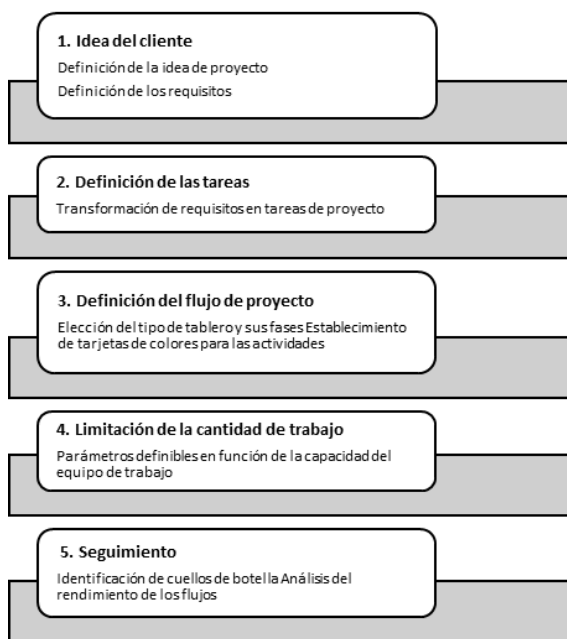 1. Idea del cliente
Definición de la idea de proyecto
Definición de los requisitos
2. Definición de las tareas
Transformación de requisitos en tareas de proyecto
3. Definición del flujo de proyecto
Elección del tipo de tablero y sus fases Establecimiento
de tarjetas de colores para las actividades
4. Limitación de la cantidad de trabajo
Parámetros definibles en función de la capacidad del
equipo de trabajo
5. Seguimiento
Identificación de cuellos de botella Análisis del
rendimiento de los flujos